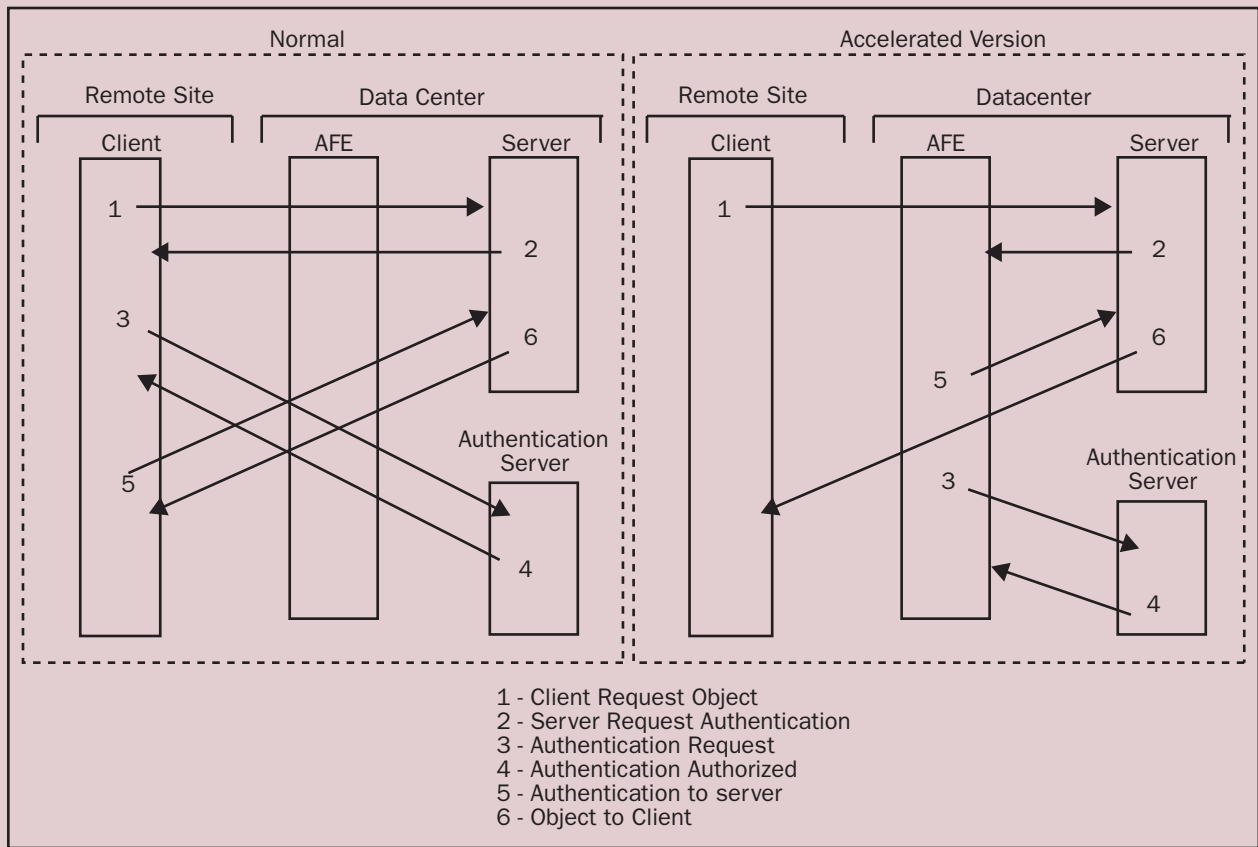 Normal
Remote Site
Data Center
Client
AFE
Server
1
2
3
6
Authentication
Server
5
4
Accelerated Version
Remote Site
Datacenter
Client
AFE
Server
1
2
6
5
Authentication
Server
3
4
1 - Client Request Object
2 - Server Request Authentication
3 - Authentication Request
4 - Authentication Authorized
5 - Authentication to server
6 - Object to Client